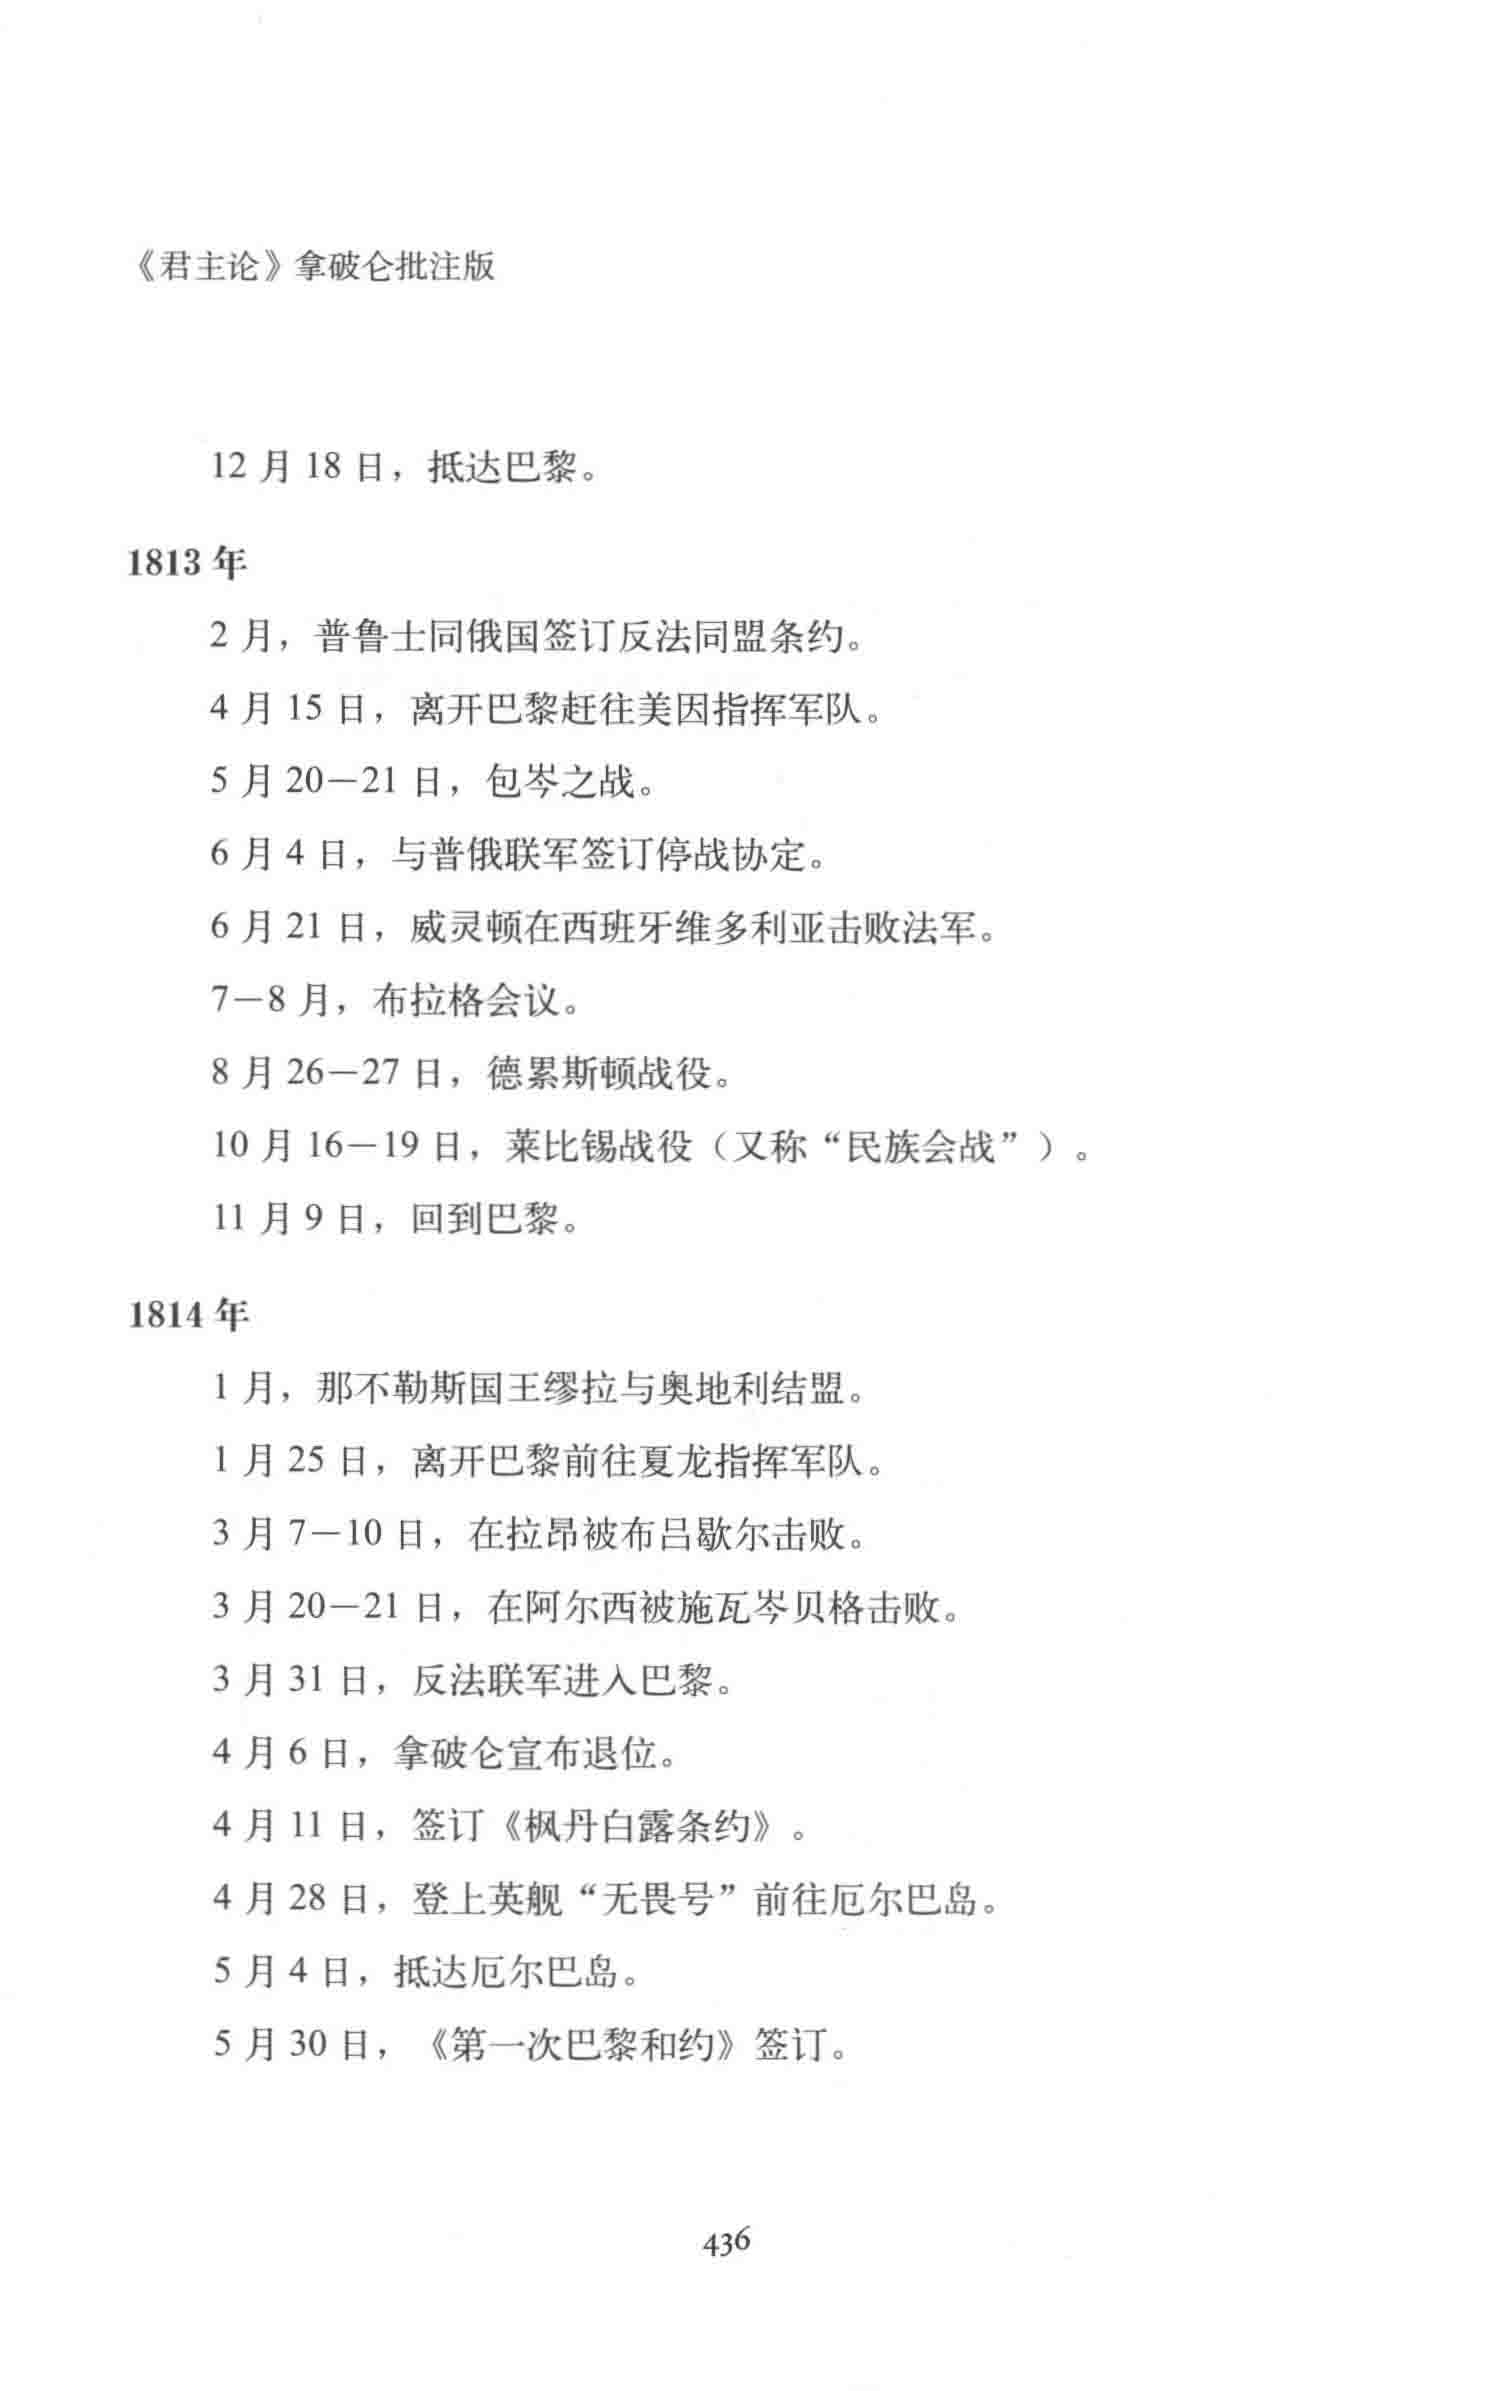 《君主论》拿破仑批注版
12 月 18 日，抵达巴黎。
1813 年
2 月，普鲁士同俄国签订反法同盟条约。
4 月 15 日，离开巴黎赶往美因指挥军队。
5 月 20－21 日，包岑之战。
6 月 4 日，与普俄联军签订停战协定。
6 月 21 日，威灵顿在西班牙维多利亚击败法军。
7－8 月，布拉格会议。
8 月 26－27 日，德累斯顿战役。
10 月 16－19 日，莱比锡战役（又称“民族会战”）。
11 月 9 日，回到巴黎。
1814 年
1 月，那不勒斯国王缪拉与奥地利结盟。
1 月 25 日，离开巴黎前往夏龙指挥军队。
3 月 7－10 日，在拉昂被布吕歇尔击败。
3 月 20－21 日，在阿尔西被施瓦岑贝格击败。
3 月 31 日，反法联军进入巴黎。
4 月 6 日，拿破仑宣布退位。
4 月 11 日，签订《枫丹白露条约》。
4 月 28 日，登上英舰“无畏号”前往厄尔巴岛。
5 月 4 日，抵达厄尔巴岛。
5 月 30 日，《第一次巴黎和约》签订。
436